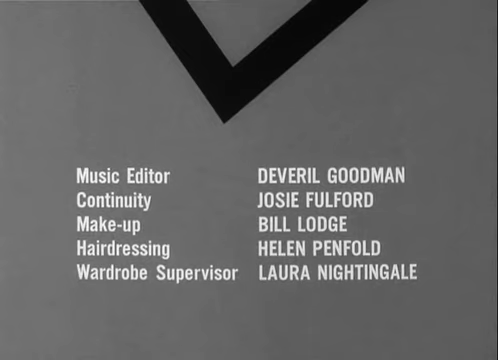 Music Editor DEVERIL GOODMAN
Continuity JOSIE FULFORD
Make-up BILL LODGE
Hairdressing HELEN PENFOLD
Wardrobe Supervisor LAURA NIGHTINGALE